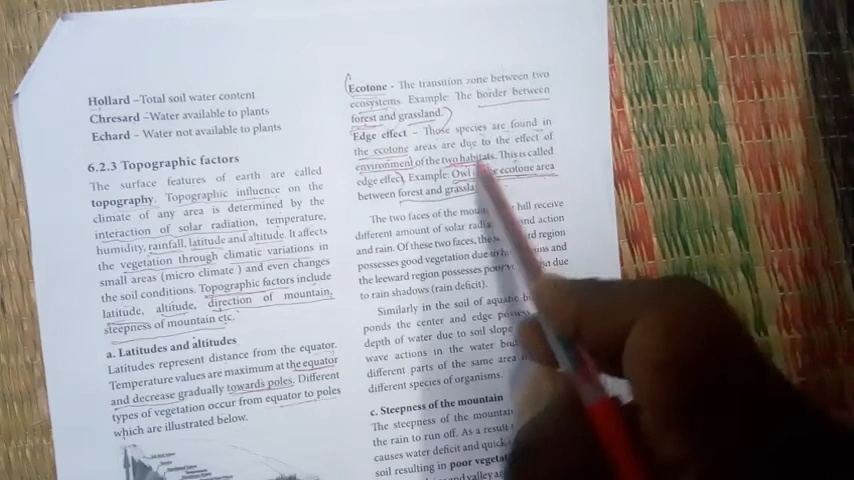 Hollard –Total soil water content
Chresard –Water available to plants
Echard – Water not available to plants
6.2.3 Topographic factors
The surface features of earth are called
topography. Topographic influence on the
climate of any area is determined by the
interaction of solar radiation, temperature,
humidity, rainfall, latitude and altitude. It affects
the vegetation through climatic variations in
small areas (micro climate) and even changes
the soil conditions. Topographic factors include
latitude, altitude, direction of mountain,
steepness of mountain etc.
a. Latitudes and altitudes
Latitudes represent distance from the equator.
Temperature values are maximum at the equator
and decrease gradually towards poles. Different
types of vegetation occur from equator to poles
which are illustrated below.
Ecotone - The transition zone between two
ecosystems. Example: The border between
forest and grassland.
Edge effect – Those species are found in
the ecotone areas are due to the effect of
environment of the two habitats. This is called
edge effect. Example: Owl ecotone area
between forest and
The two faces of the hill receive
different amount of solar and action
and rain. Of these two faces, the region
possesses good vegetation due to and
the leeward region possesses due
to rain shadows (rain deficit).
Similarly in the soil of aquatic
ponds the center and edge
depth of water due to soil slope
wave actions in the water
different parts of the same area
different species of organisms.
c. Steepness of the mountain
The steepness of the mountain
the rain to run off. As a result
causes water deficit and quick
soil resulting in poor
and valley